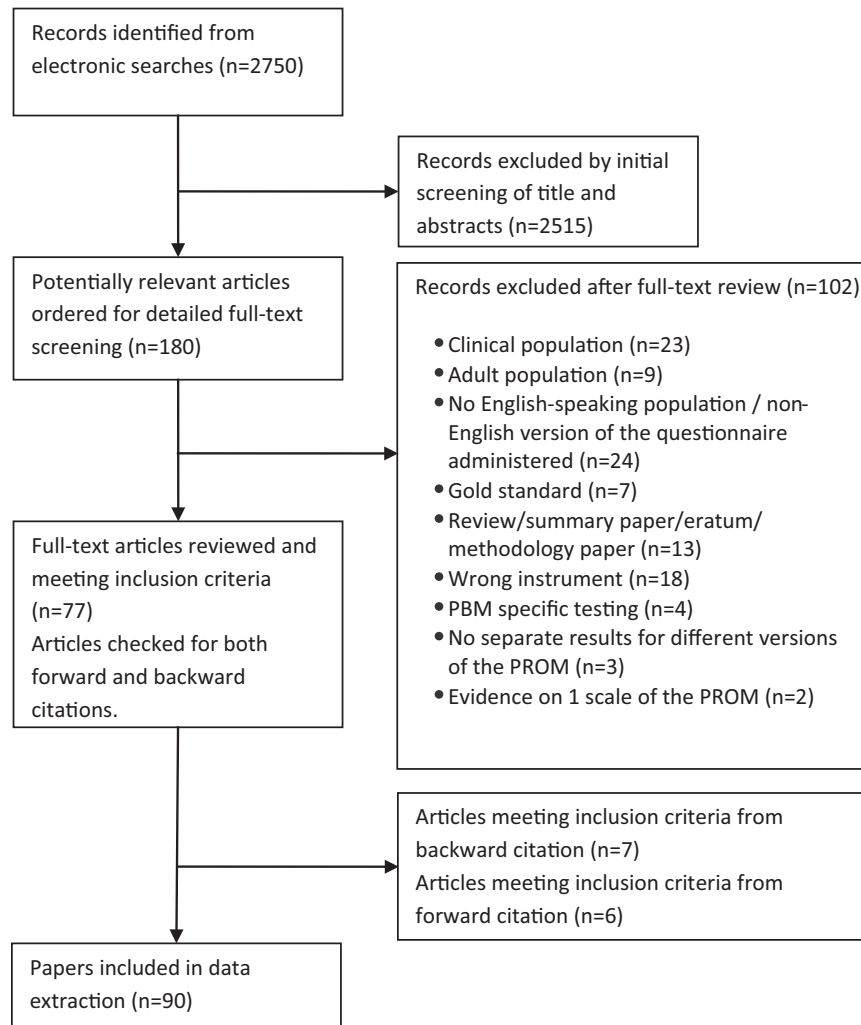 Records identified from
electronic searches (n=2750)
Records excluded by initial
screening of title and
abstracts (n=2515)
Potentially relevant articles
ordered for detailed full-text
screening (n=180)
Records excluded after full-text review (n=102)
• Clinical population (n=23)
• Adult population (n=9)
• No English-speaking population / non-
English version of the questionnaire
administered (n=24)
• Gold standard (n=7)
• Review/summary paper/eratum/
methodology paper (n=13)
• Wrong instrument (n=18)
• PBM specific testing (n=4)
• No separate results for different versions
of the PROM (n=3)
• Evidence on 1 scale of the PROM (n=2)
Full-text articles reviewed and
meeting inclusion criteria
(n=77)
Articles checked for both
forward and backward
citations.
Articles meeting inclusion criteria from
backward citation (n=7)
Articles meeting inclusion criteria from
forward citation (n=6)
Papers included in data
extraction (n=90)